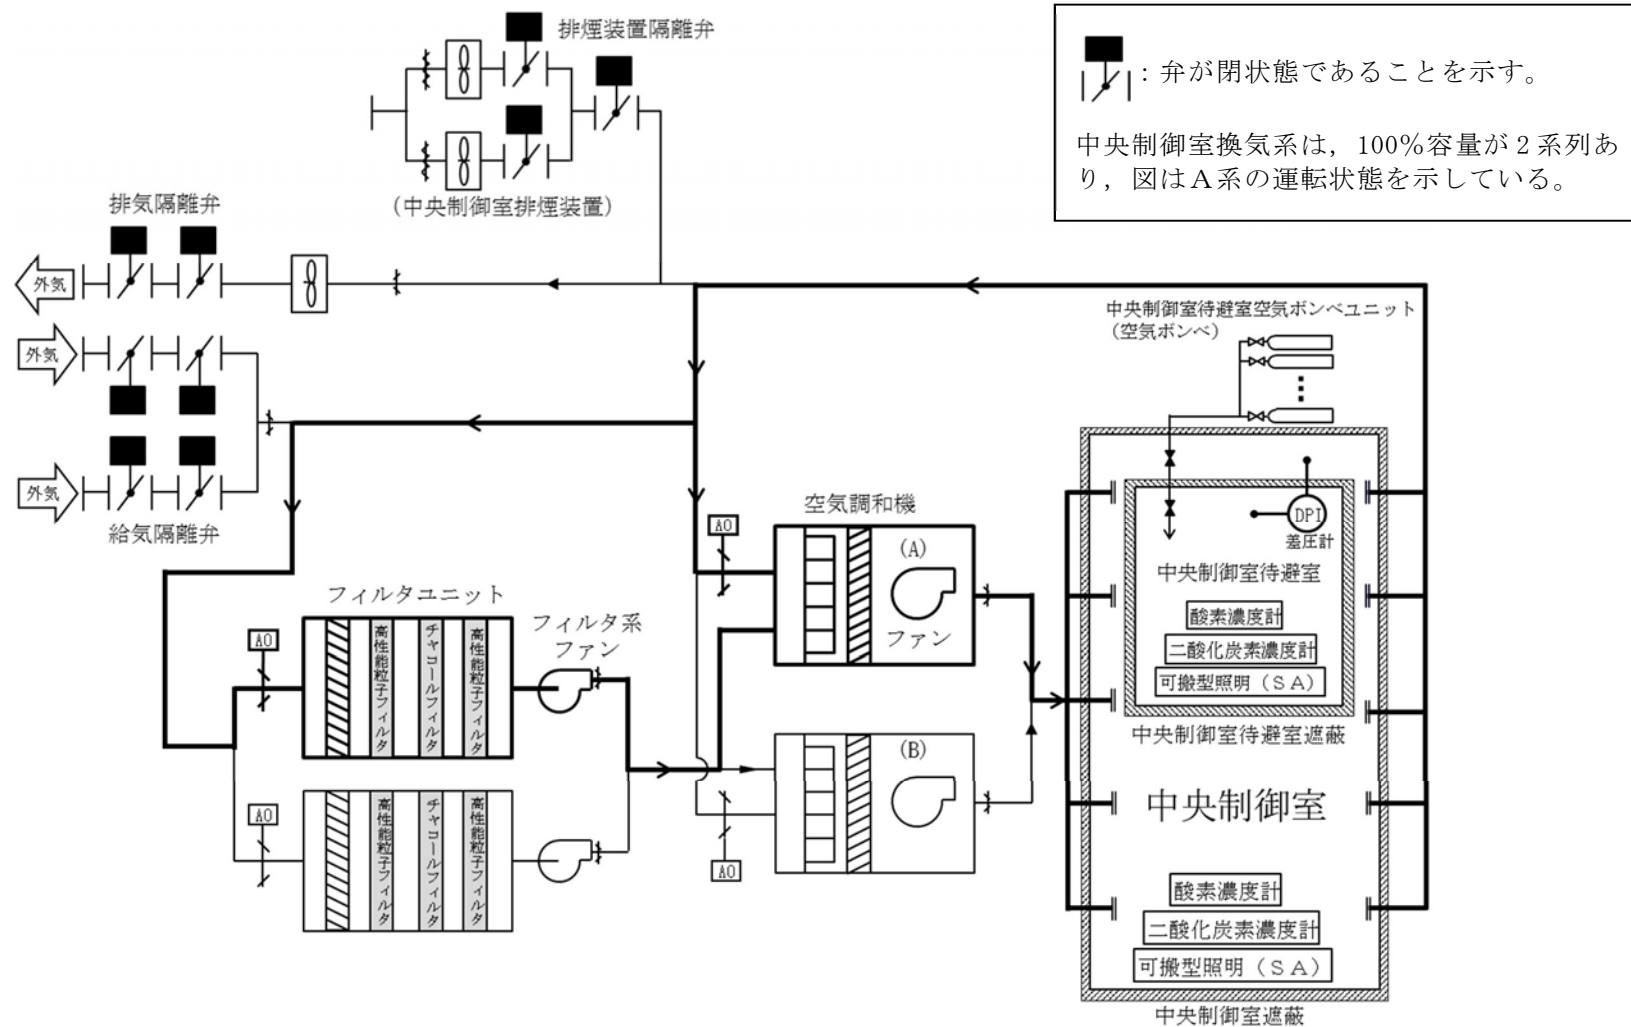 排煙装置隔離弁
(中央制御室排煙装置)
:弁が閉状態であることを示す。
中央制御室換気系は，100%容量が2系列あ
り，図はA系の運転状態を示している。
排気隔離弁
外気
外気
外気
給気隔離弁
中央制御室待避室空気ボンベユニット
(空気ボンベ)
空気調和機
AO
(A)
ファン
(B)
AO
フィルタユニット
フィルタ系
ファン
AO
高性能粒子フィルタ
チャコールフィルタ
高性能粒子フィルタ
AO
高性能粒子フィルタ
チャコールフィルタ
高性能粒子フィルタ
DPI
差圧計
中央制御室待避室
酸素濃度計
二酸化炭素濃度計
可搬型照明(SA)
中央制御室待避室遮蔽
中央制御室
酸素濃度計
二酸化炭素濃度計
可搬型照明(SA)
中央制御室遮蔽